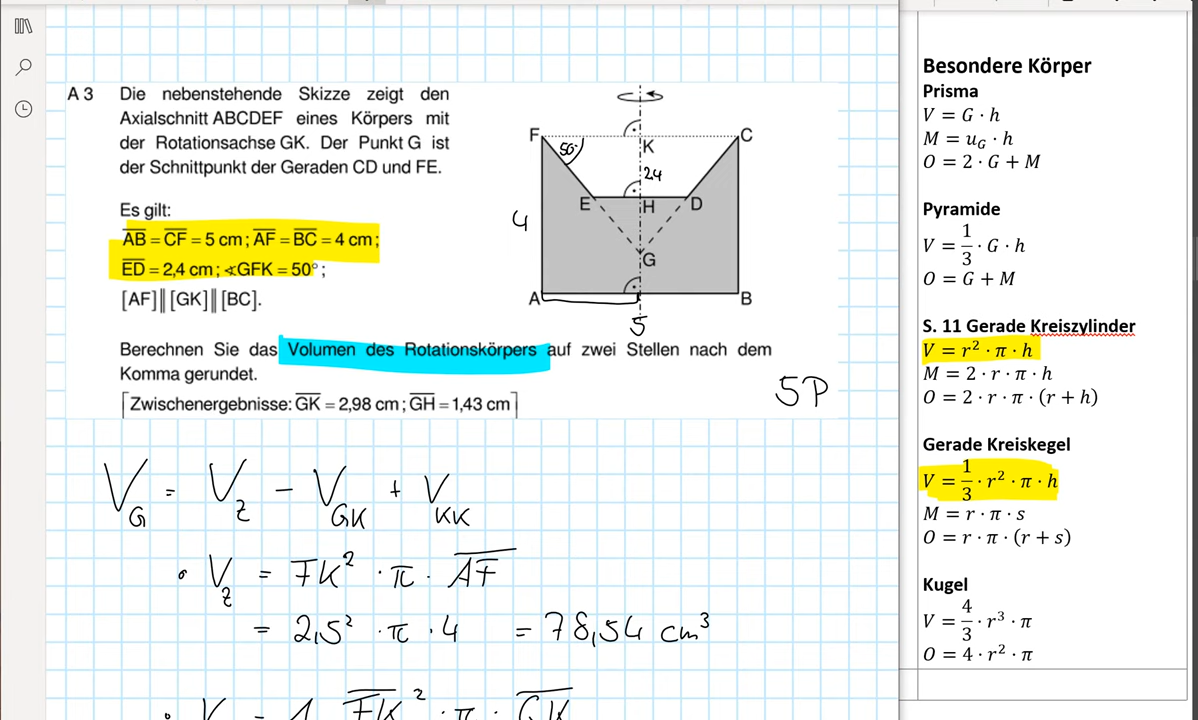 A 3 Die nebenstehende Skizze zeigt den
Axialschnitt ABCDEF eines Körpers mit
der Rotationsachse GK. Der Punkt G ist
der Schnittpunkt der Geraden CD und FE.
Es gilt:
AB = CF = 5 cm; AF = BC = 4 cm;
ED = 2,4 cm; ∢GFK = 50°;
[AF]‖[GK]‖[BC].
F
K
C
50°
24
E
H
D
4
G
A
B
5
Berechnen Sie das Volumen des Rotationskörpers auf zwei Stellen nach dem
Komma gerundet.
[Zwischenergebnisse: GK = 2,98 cm; GH = 1,43 cm]
5P
V_G = V_Z - V_GK + V_KK
• V_Z = FK² · π · AF
= 2,5² · π · 4 = 78,54 cm³
Besondere Körper
Prisma
V = G · h
M = u_G · h
O = 2 · G + M
Pyramide
V = 1/3 · G · h
O = G + M
S. 11 Gerade Kreiszylinder
V = r² · π · h
M = 2 · r · π · h
O = 2 · r · π · (r + h)
Gerade Kreiskegel
V = 1/3 · r² · π · h
M = r · π · s
O = r · π · (r + s)
Kugel
V = 4/3 · r³ · π
O = 4 · r² · π